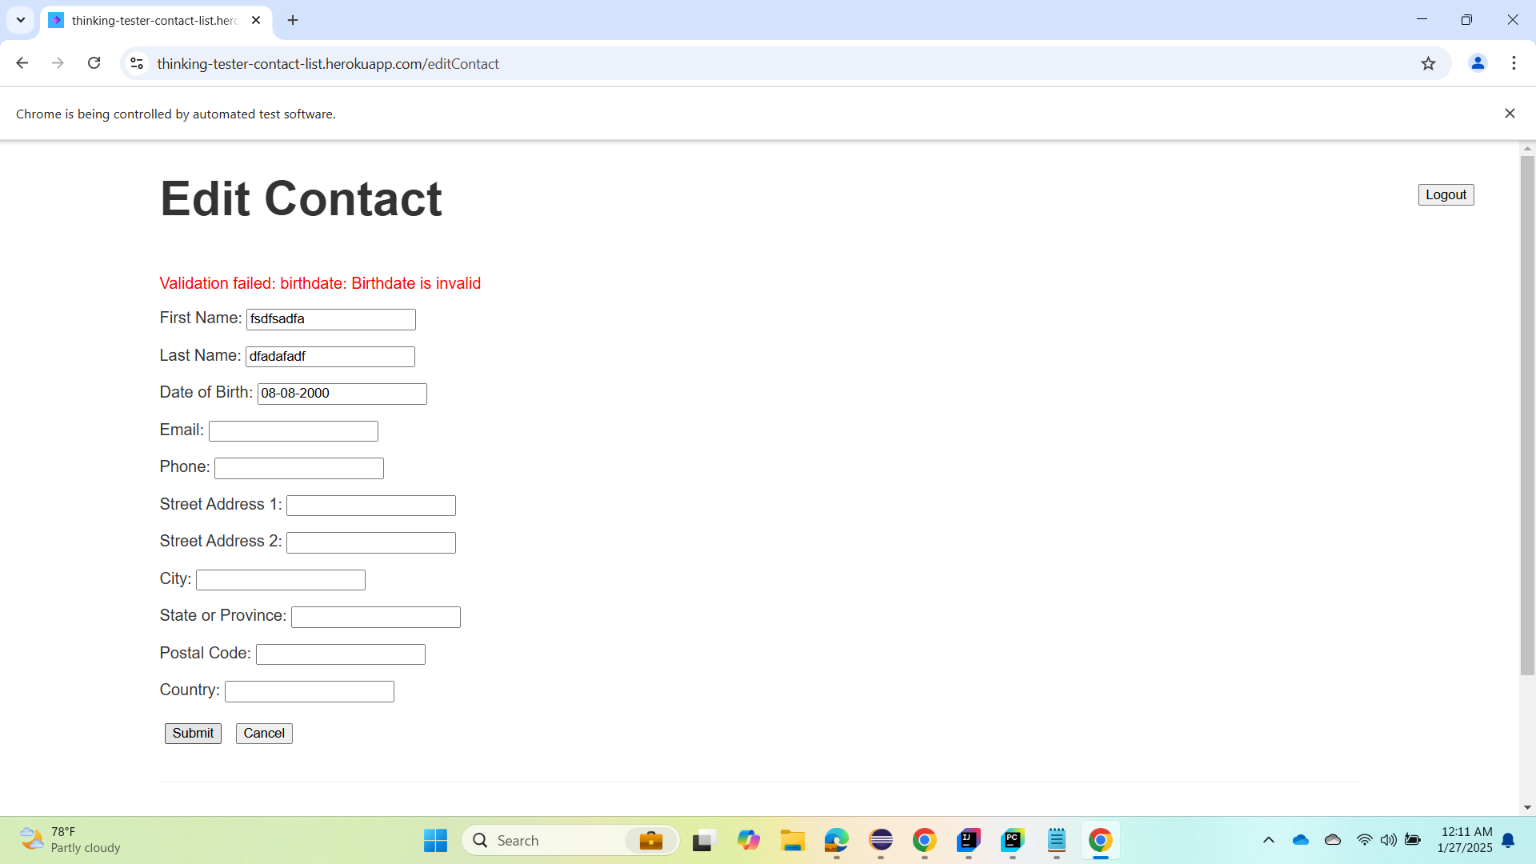 thinking-tester-contact-list.herc
thinking-tester-contact-list.herokuapp.com/editContact
Chrome is being controlled by automated test software.
Edit Contact
Logout
Validation failed: birthdate: Birthdate is invalid
First Name: fsdfsadfa
Last Name: dfadafadf
Date of Birth: 08-08-2000
Email:
Phone:
Street Address 1:
Street Address 2:
City:
State or Province:
Postal Code:
Country:
Submit Cancel
78°F
Partly cloudy
Search
IJ
PC
12:11 AM
1/27/2025